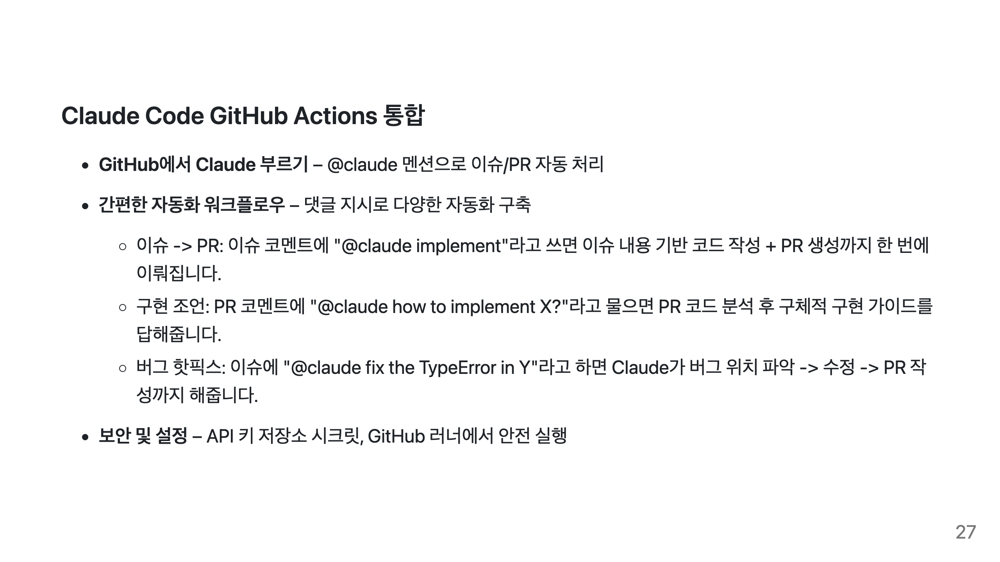 Claude Code GitHub Actions 통합
• GitHub에서 Claude 부르기 – @claude 멘션으로 이슈/PR 자동 처리
• 간편한 자동화 워크플로우 – 댓글 지시로 다양한 자동화 구축
○ 이슈 -> PR: 이슈 코멘트에 "@claude implement"라고 쓰면 이슈 내용 기반 코드 작성 + PR 생성까지 한 번에
이뤄집니다.
○ 구현 조언: PR 코멘트에 "@claude how to implement X?"라고 물으면 PR 코드 분석 후 구체적 구현 가이드를
답해줍니다.
○ 버그 핫픽스: 이슈에 "@claude fix the TypeError in Y"라고 하면 Claude가 버그 위치 파악 -> 수정 -> PR 작
성까지 해줍니다.
• 보안 및 설정 – API 키 저장소 시크릿, GitHub 러너에서 안전 실행
27